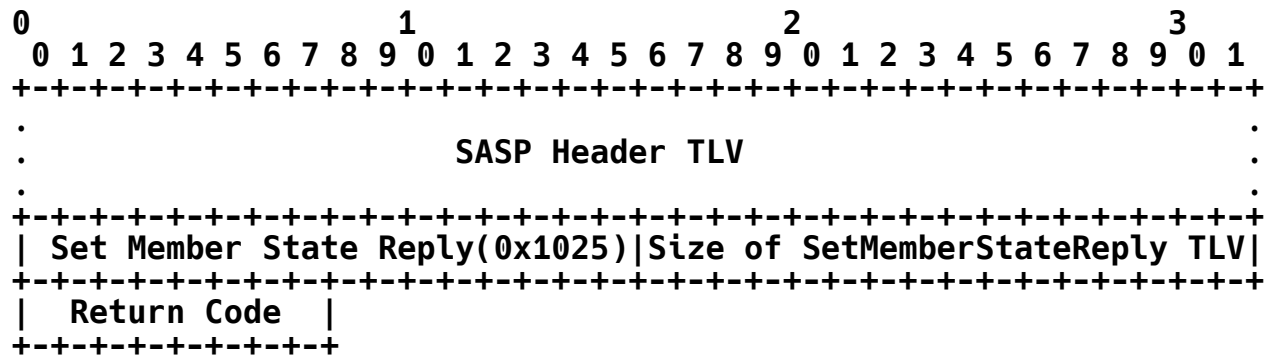 0                   1                   2                   3
 0 1 2 3 4 5 6 7 8 9 0 1 2 3 4 5 6 7 8 9 0 1 2 3 4 5 6 7 8 9 0 1
+-+-+-+-+-+-+-+-+-+-+-+-+-+-+-+-+-+-+-+-+-+-+-+-+-+-+-+-+-+-+-+-+
.                                                               .
.                      SASP Header TLV                          .
.                                                               .
+-+-+-+-+-+-+-+-+-+-+-+-+-+-+-+-+-+-+-+-+-+-+-+-+-+-+-+-+-+-+-+-+
| Set Member State Reply(0x1025)|Size of SetMemberStateReply TLV|
+-+-+-+-+-+-+-+-+-+-+-+-+-+-+-+-+-+-+-+-+-+-+-+-+-+-+-+-+-+-+-+-+
|  Return Code  |
+-+-+-+-+-+-+-+-+